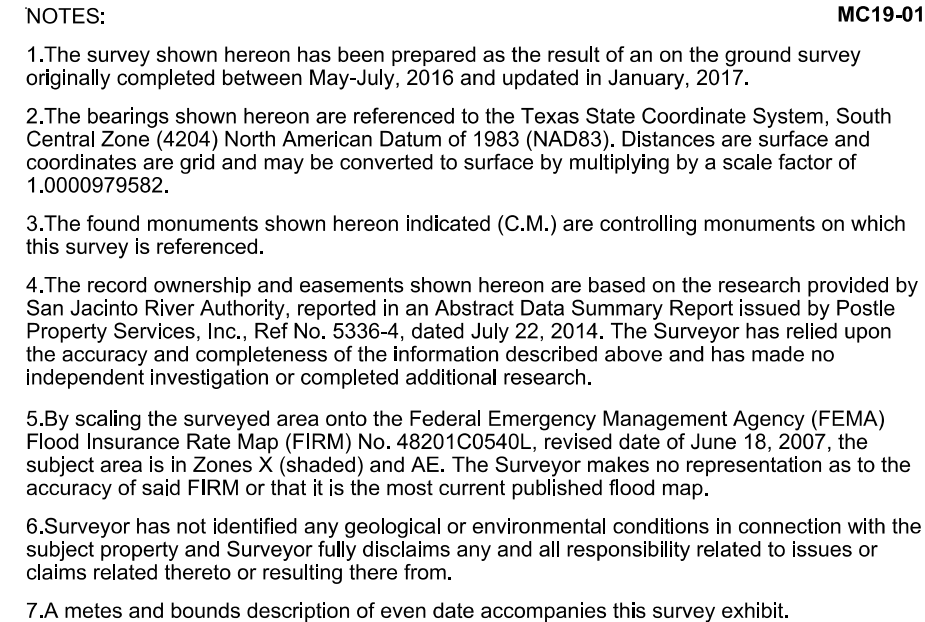 NOTES:
MC19-01
1.The survey shown hereon has been prepared as the result of an on the ground survey
originally completed between May-July, 2016 and updated in January, 2017.
2.The bearings shown hereon are referenced to the Texas State Coordinate System, South
Central Zone (4204) North American Datum of 1983 (NAD83). Distances are surface and
coordinates are grid and may be converted to surface by multiplying by a scale factor of
1.0000979582.
3.The found monuments shown hereon indicated (C.M.) are controlling monuments on which
this survey is referenced.
4.The record ownership and easements shown hereon are based on the research provided by
San Jacinto River Authority, reported in an Abstract Data Summary Report issued by Postle
Property Services, Inc., Ref No. 5336-4, dated July 22, 2014. The Surveyor has relied upon
the accuracy and completeness of the information described above and has made no
independent investigation or completed additional research.
5.By scaling the surveyed area onto the Federal Emergency Management Agency (FEMA)
Flood Insurance Rate Map (FIRM) No. 48201C0540L, revised date of June 18, 2007, the
subject area is in Zones X (shaded) and AE. The Surveyor makes no representation as to the
accuracy of said FIRM or that it is the most current published flood map.
6.Surveyor has not identified any geological or environmental conditions in connection with the
subject property and Surveyor fully disclaims any and all responsibility related to issues or
claims related thereto or resulting there from.
7.A metes and bounds description of even date accompanies this survey exhibit.